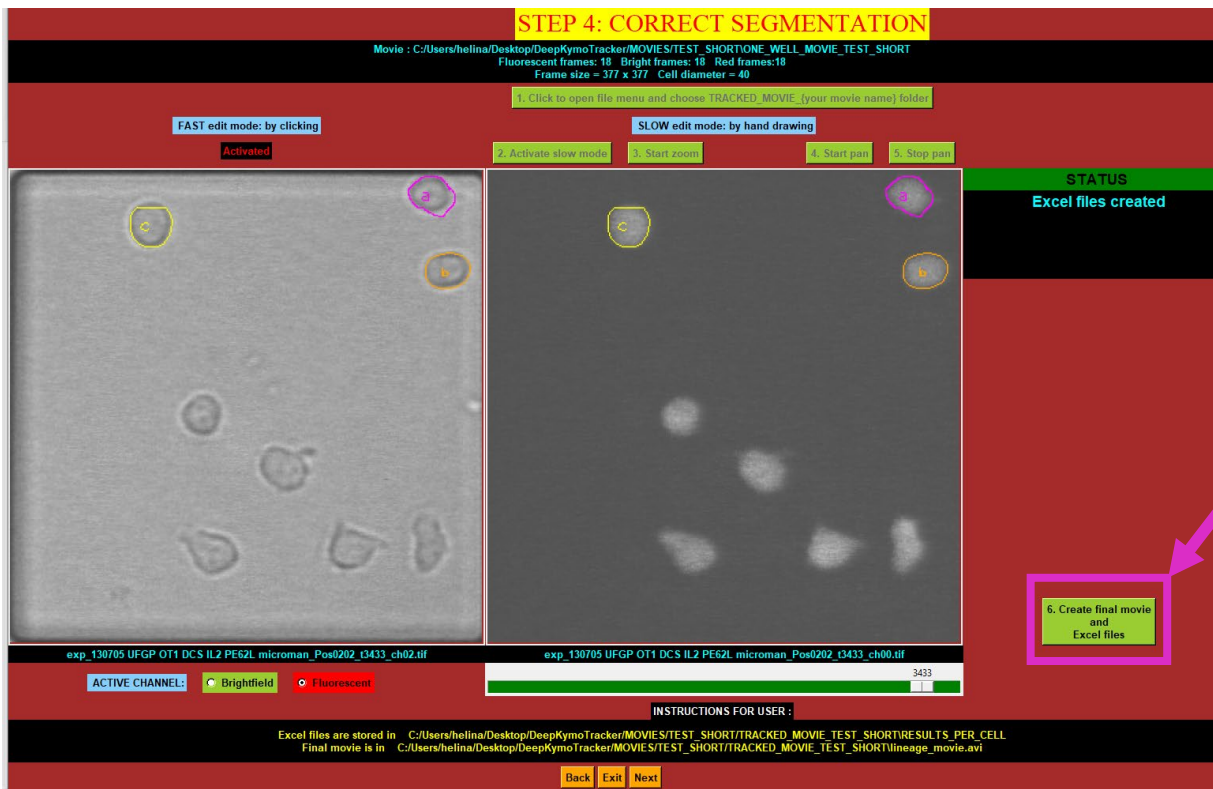 STEP 4: CORRECT SEGMENTATION
Movie : C:/Users/helina/Desktop/DeepKymoTracker/MOVIES/TEST_SHORT\ONE_WELL_MOVIE_TEST_SHORT
Fluorescent frames: 18 Bright frames: 18 Red frames:18
Frame size = 377 x 377 Cell diameter = 40
1. Click to open file menu and choose TRACKED_MOVIE_{your movie name} folder
FAST edit mode: by clicking
SLOW edit mode: by hand drawing
Activated
2. Activate slow mode
3. Start zoom
4. Start pan
5. Stop pan
STATUS
Excel files created
a
c
b
a
c
b
6. Create final movie
and
Excel files
exp_130705 UFGP OT1 DCS IL2 PE62L microman_Pos0202_t3433_ch02.tif
exp_130705 UFGP OT1 DCS IL2 PE62L microman_Pos0202_t3433_ch00.tif
ACTIVE CHANNEL:
Brightfield
Fluorescent
3433
INSTRUCTIONS FOR USER :
Excel files are stored in C:/Users/helina/Desktop/DeepKymoTracker/MOVIES/TEST_SHORT/TRACKED_MOVIE_TEST_SHORT\RESULTS_PER_CELL
Final movie is in C:/Users/helina/Desktop/DeepKymoTracker/MOVIES/TEST_SHORT/TRACKED_MOVIE_TEST_SHORT\lineage_movie.avi
Back Exit Next